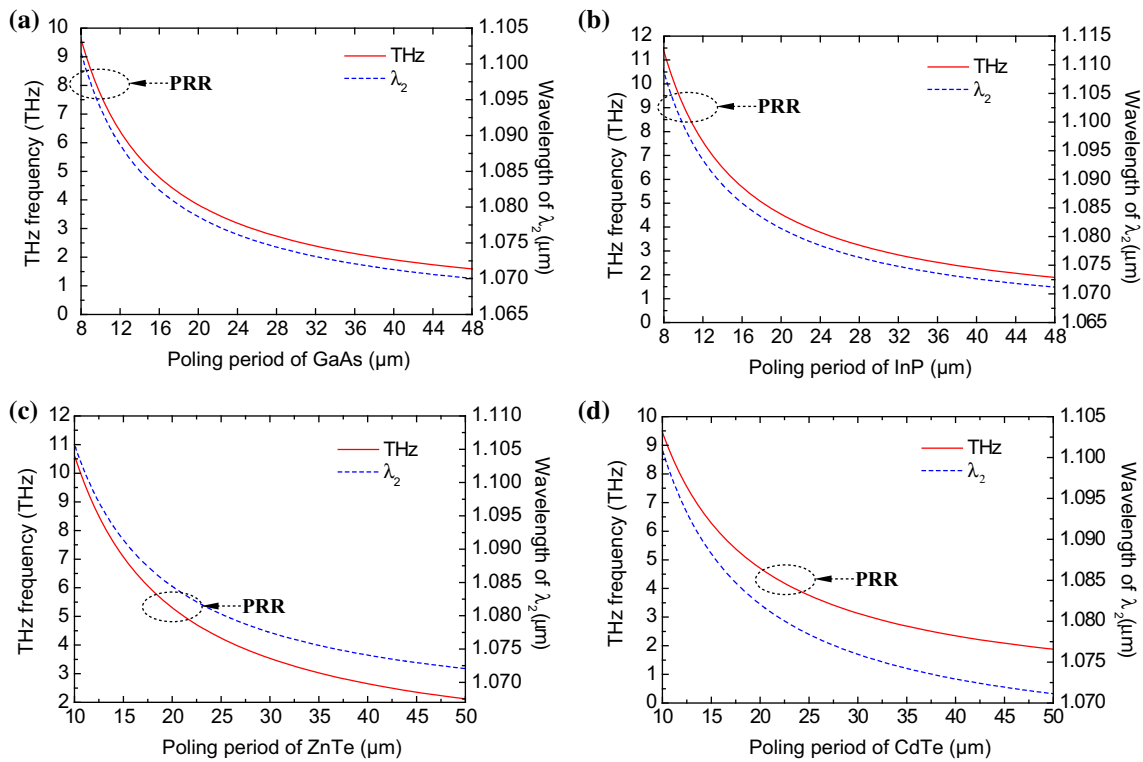 (a)
10
9
8
7
6
5
4
3
2
1
0
THz frequency (THz)
THz
λ2
PRR
1.105
1.100
1.095
1.090
1.085
1.080
1.075
1.070
1.065
Wavelength of λ2(μm)
8 12 16 20 24 28 32 36 40 44 48
Poling period of GaAs (μm)
(b)
12
11
10
9
8
7
6
5
4
3
2
1
0
THz frequency (THz)
THz
λ2
PRR
1.115
1.110
1.105
1.100
1.095
1.090
1.085
1.080
1.075
1.070
1.065
Wavelength of λ2(μm)
8 12 16 20 24 28 32 36 40 44 48
Poling period of InP (μm)
(c)
12
11
10
9
8
7
6
5
4
3
2
THz frequency (THz)
THz
λ2
PRR
1.110
1.105
1.100
1.095
1.090
1.085
1.080
1.075
1.070
Wavelength of λ2(μm)
10 15 20 25 30 35 40 45 50
Poling period of ZnTe (μm)
(d)
10
9
8
7
6
5
4
3
2
1
0
THz frequency (THz)
THz
λ2
PRR
1.105
1.100
1.095
1.090
1.085
1.080
1.075
1.070
Wavelength of λ2(μm)
10 15 20 25 30 35 40 45 50
Poling period of CdTe (μm)